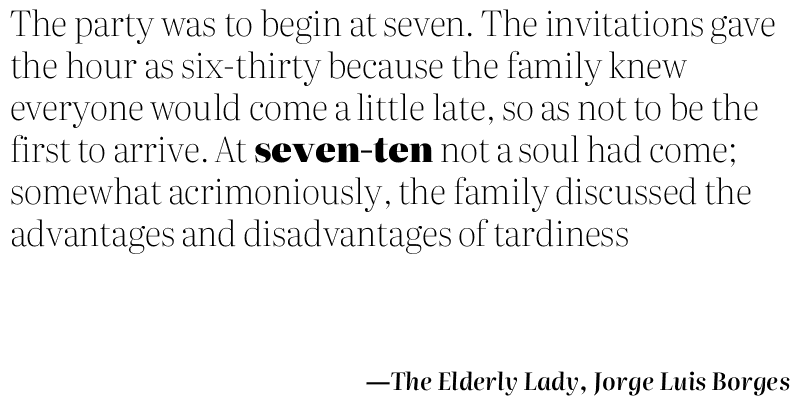 The party was to begin at seven. The invitations gave
the hour as six-thirty because the family knew
everyone would come a little late, so as not to be the
first to arrive. At seven-ten not a soul had come;
somewhat acrimoniously, the family discussed the
advantages and disadvantages of tardiness
—The Elderly Lady, Jorge Luis Borges